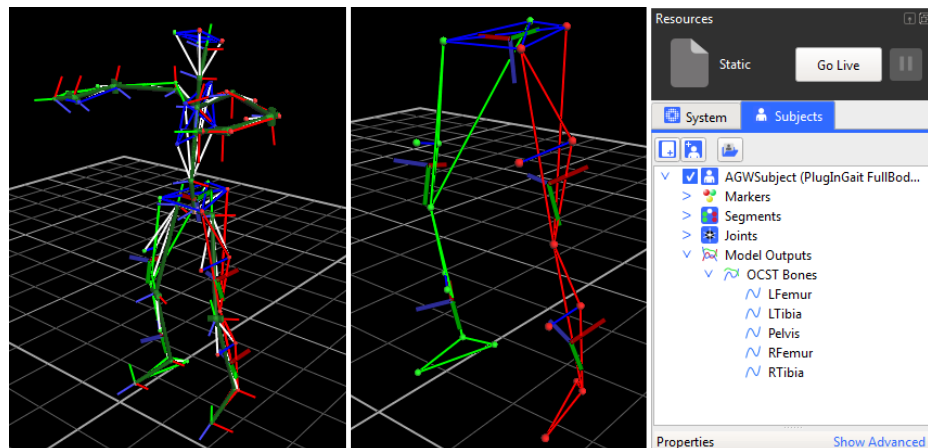 Resources
Static
Go Live
System
Subjects
AGWSubject (PlugInGait FullBod...
Markers
Segments
Joints
Model Outputs
OCST Bones
LFemur
LTibia
Pelvis
RFemur
RTibia
Properties
Show Advanced